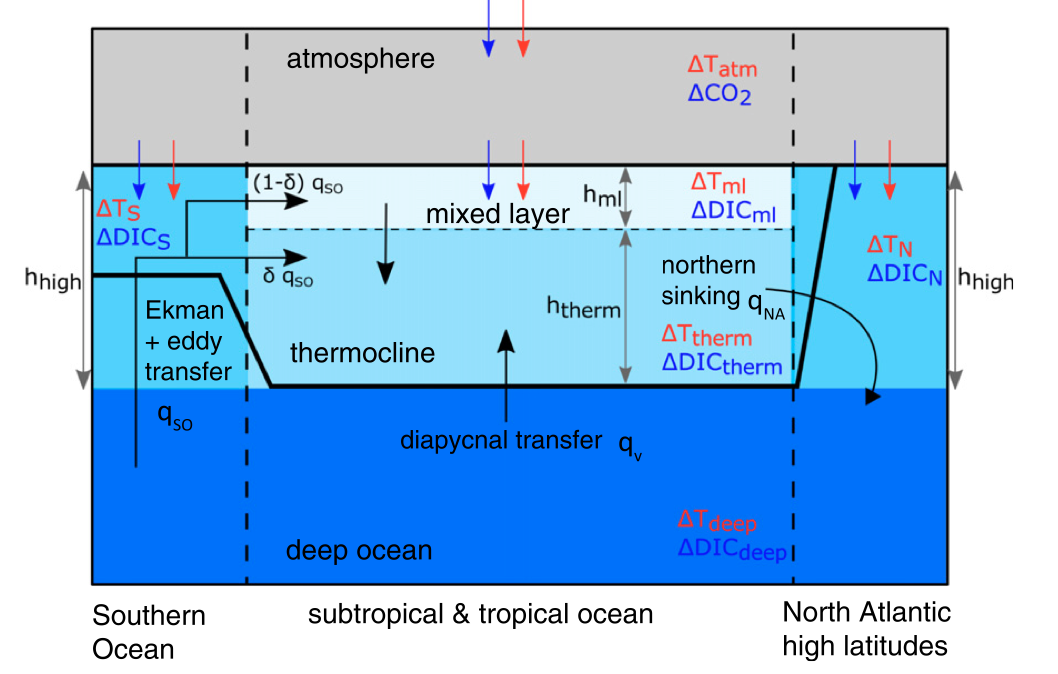 atmosphere
ΔTatm
ΔCO2
(1-δ) qSO
hml
ΔTml
ΔDICml
mixed layer
ΔTS
ΔDICS
δ qSO
hhigh
htherm
northern
sinking qNA
ΔTN
ΔDICN
hhigh
Ekman
+ eddy
transfer
qSO
thermocline
ΔTtherm
ΔDICtherm
diapycnal transfer qv
deep ocean
ΔTdeep
ΔDICdeep
Southern
Ocean
subtropical & tropical ocean
North Atlantic
high latitudes